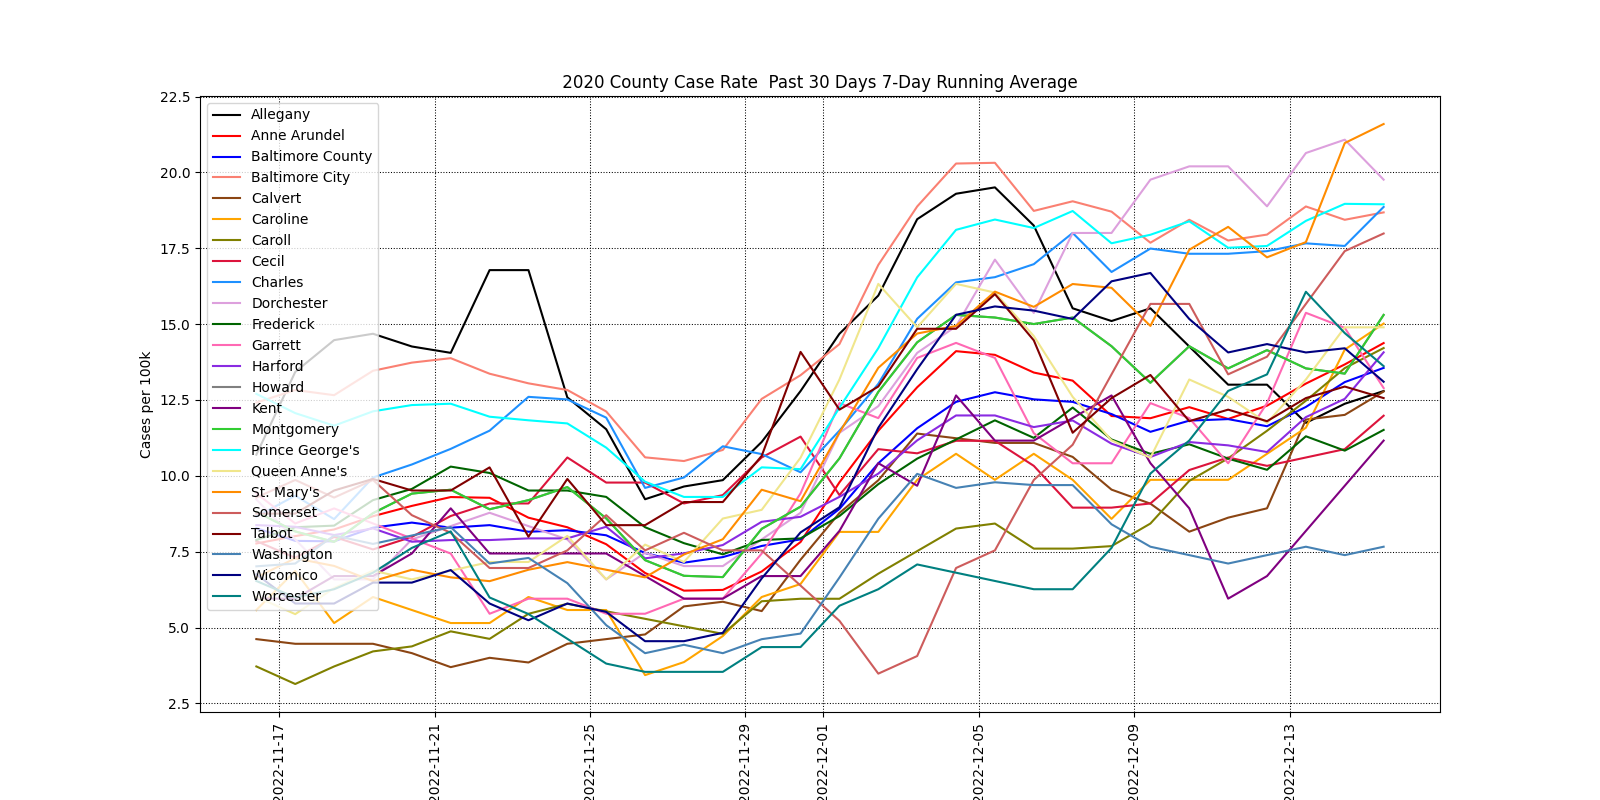 2020 County Case Rate  Past 30 Days 7-Day Running Average
Cases per 100k
22.5
20.0
17.5
15.0
12.5
10.0
7.5
5.0
2.5
Allegany
Anne Arundel
Baltimore County
Baltimore City
Calvert
Caroline
Caroll
Cecil
Charles
Dorchester
Frederick
Garrett
Harford
Howard
Kent
Montgomery
Prince George's
Queen Anne's
St. Mary's
Somerset
Talbot
Washington
Wicomico
Worcester
2022-11-17
2022-11-21
2022-11-25
2022-11-29
2022-12-01
2022-12-05
2022-12-09
2022-12-13